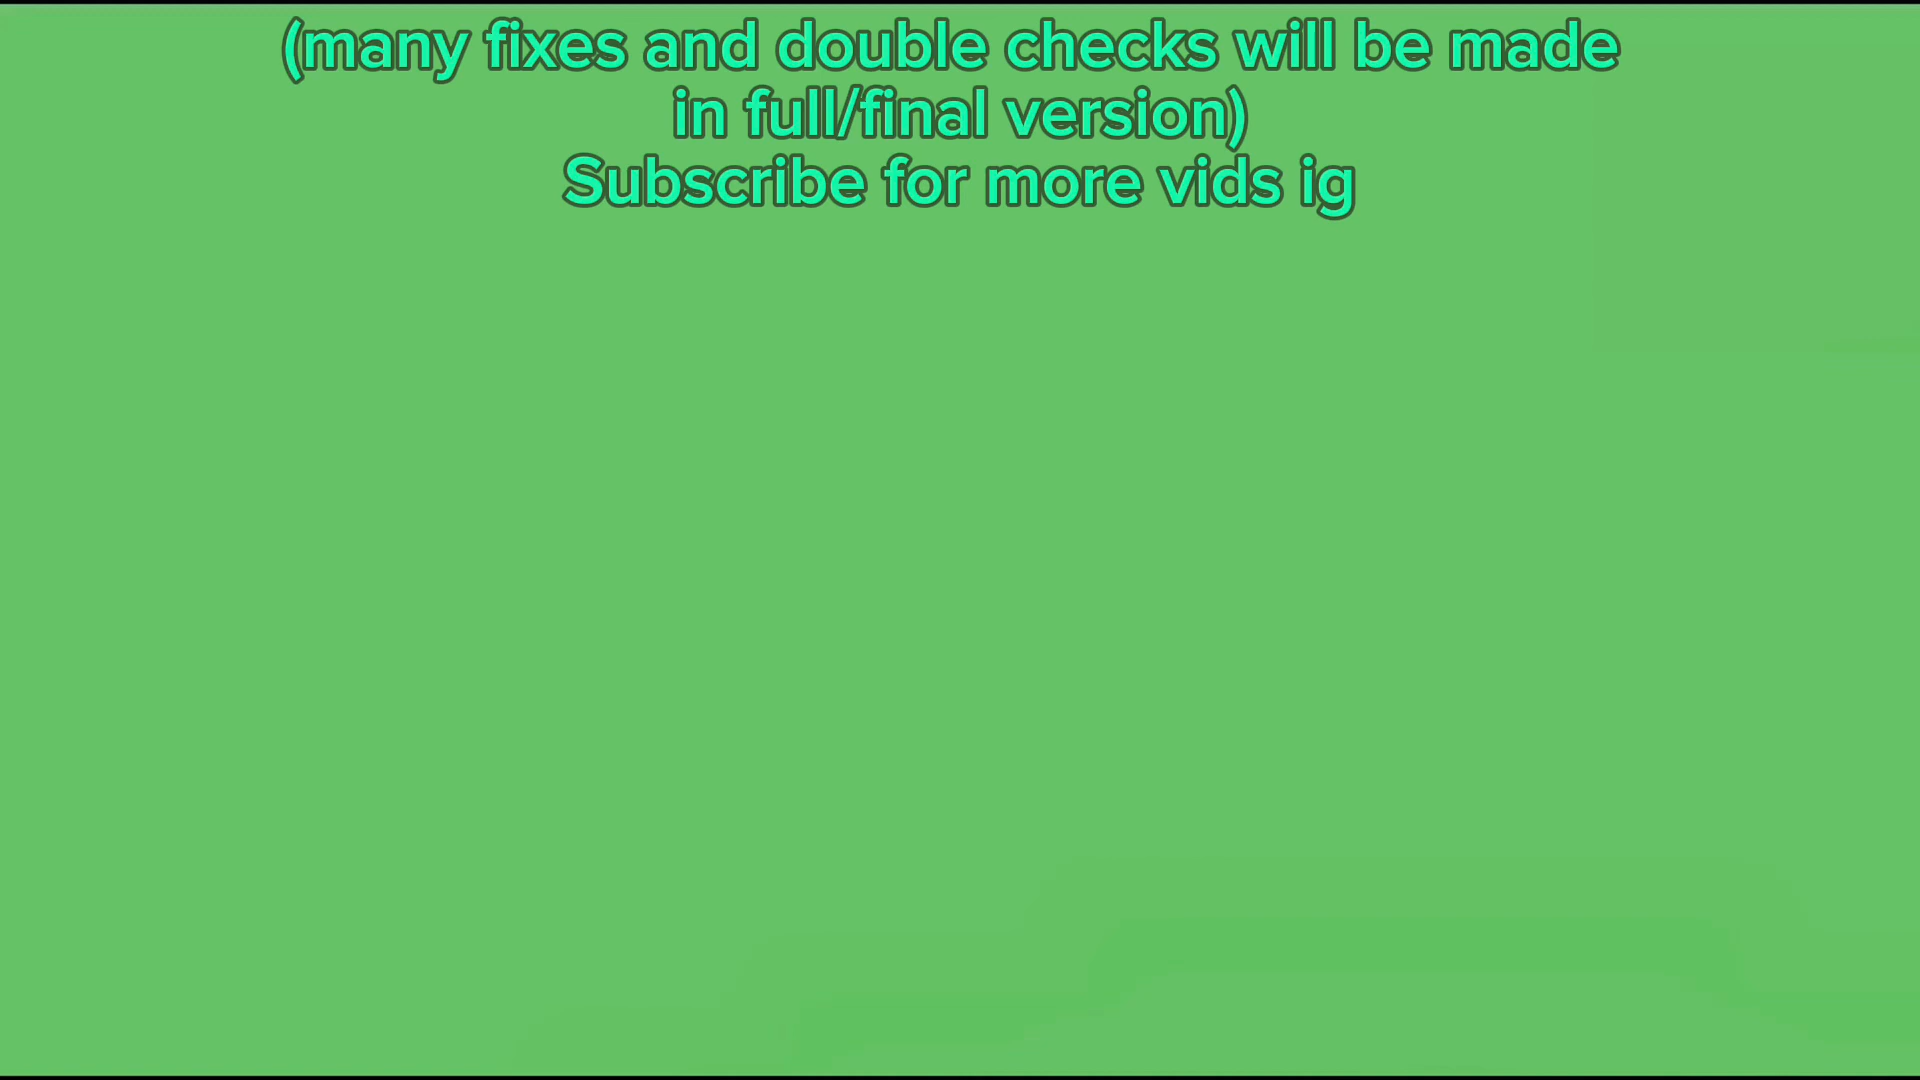 (many fixes and double checks will be made
in full/final version)
Subscribe for more vids ig